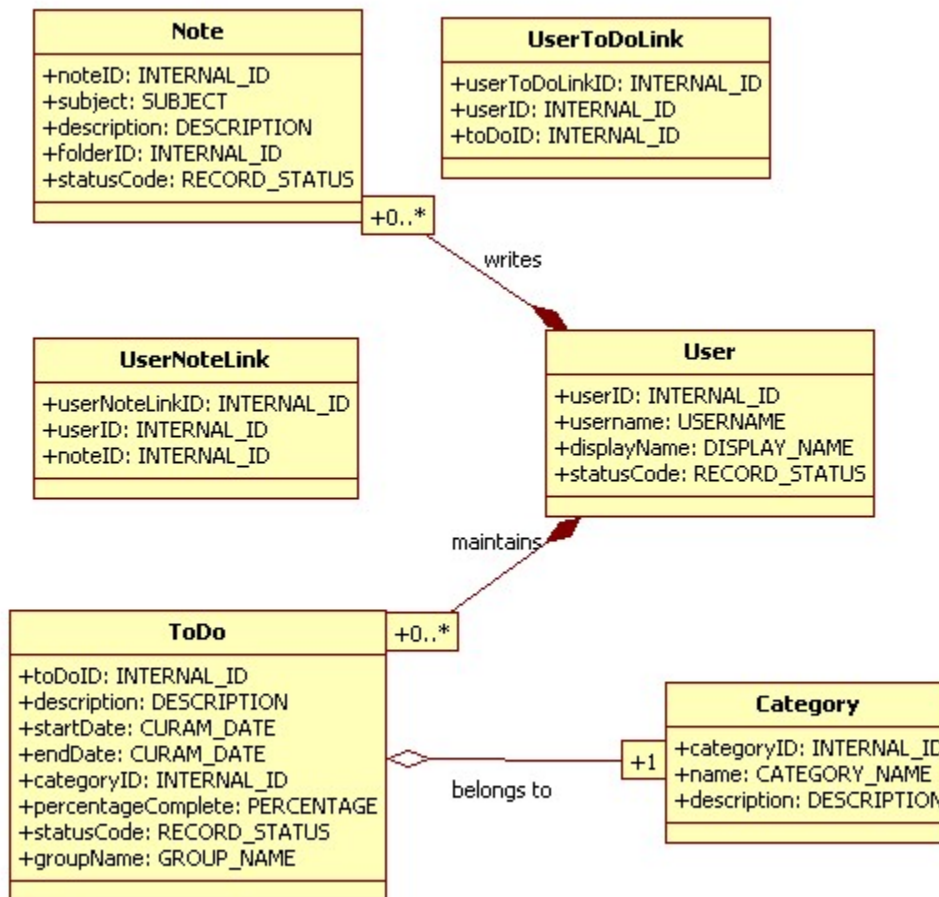 Note
+noteID: INTERNAL_ID
+subject: SUBJECT
+description: DESCRIPTION
+folderID: INTERNAL_ID
+statusCode: RECORD_STATUS
+0..*
UserToDoLink
+userToDoLinkID: INTERNAL_ID
+userID: INTERNAL_ID
+toDoID: INTERNAL_ID
writes
UserNoteLink
+userNoteLinkID: INTERNAL_ID
+userID: INTERNAL_ID
+noteID: INTERNAL_ID
User
+userID: INTERNAL_ID
+username: USERNAME
+displayName: DISPLAY_NAME
+statusCode: RECORD_STATUS
maintains
+0..*
ToDo
+toDoID: INTERNAL_ID
+description: DESCRIPTION
+startDate: CURAM_DATE
+endDate: CURAM_DATE
+categoryID: INTERNAL_ID
+percentageComplete: PERCENTAGE
+statusCode: RECORD_STATUS
+groupName: GROUP_NAME
belongs to
+1
Category
+categoryID: INTERNAL_ID
+name: CATEGORY_NAME
+description: DESCRIPTION